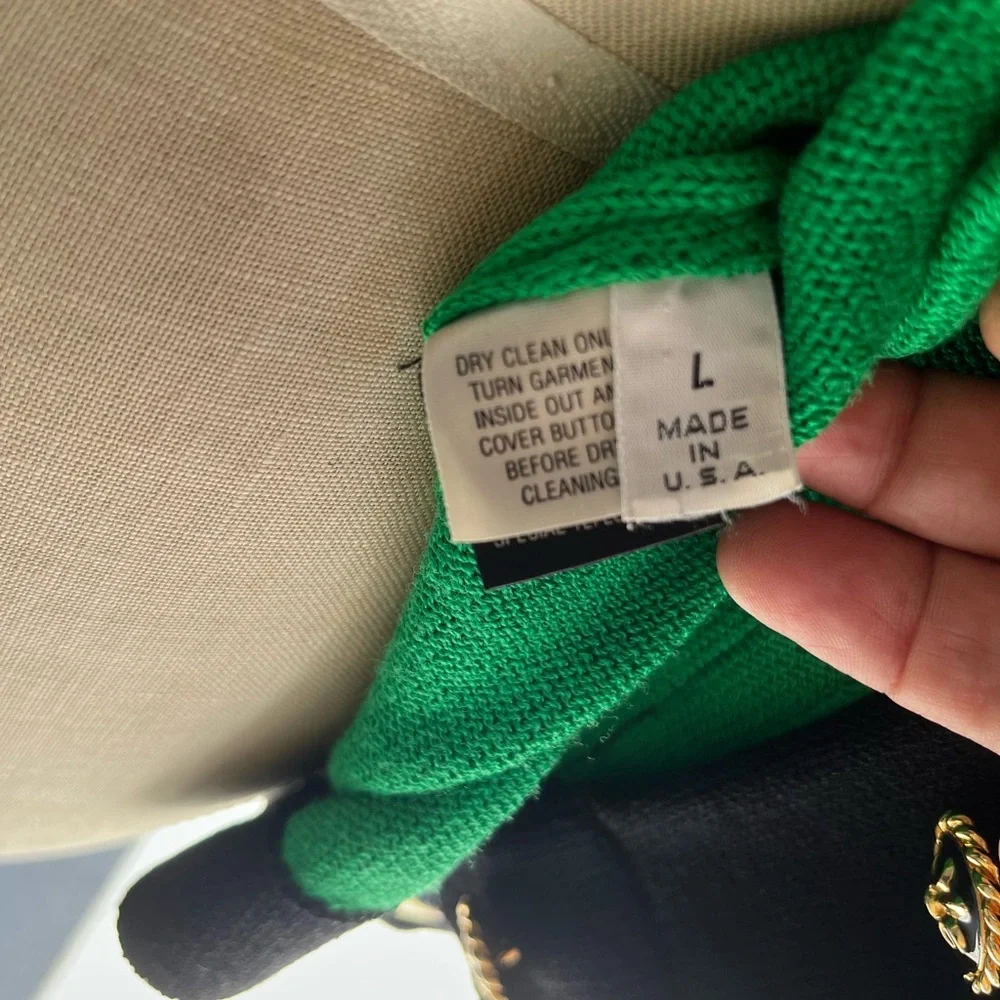 DRY CLEAN ONL
TURN GARMEN
INSIDE OUT AN
COVER BUTTO
BEFORE DR
CLEANING
L
MADE
IN
U.S.A.